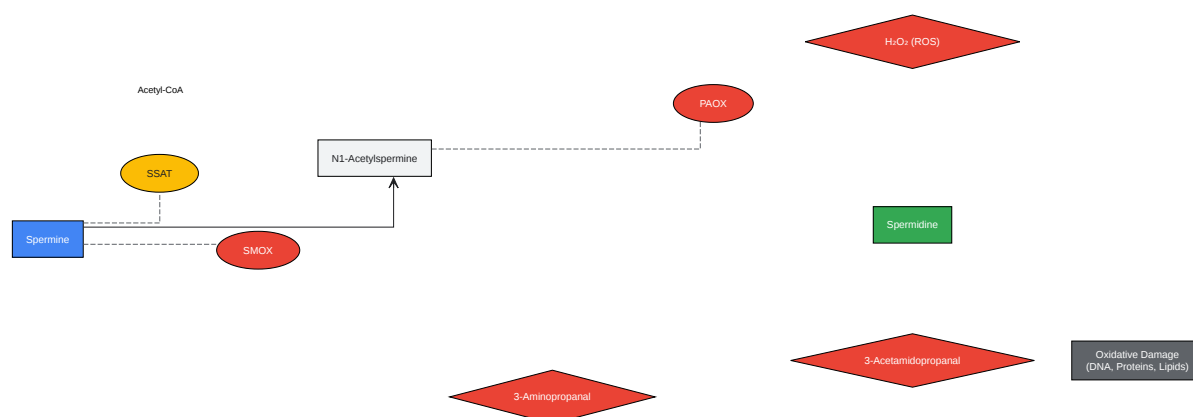 H₂O₂ (ROS)
Acetyl-CoA
PAOX
N1-Acetylspermine
SSAT
Spermine
SMOX
Spermidine
3-Acetamidopropanal
Oxidative Damage
(DNA, Proteins, Lipids)
3-Aminopropanal